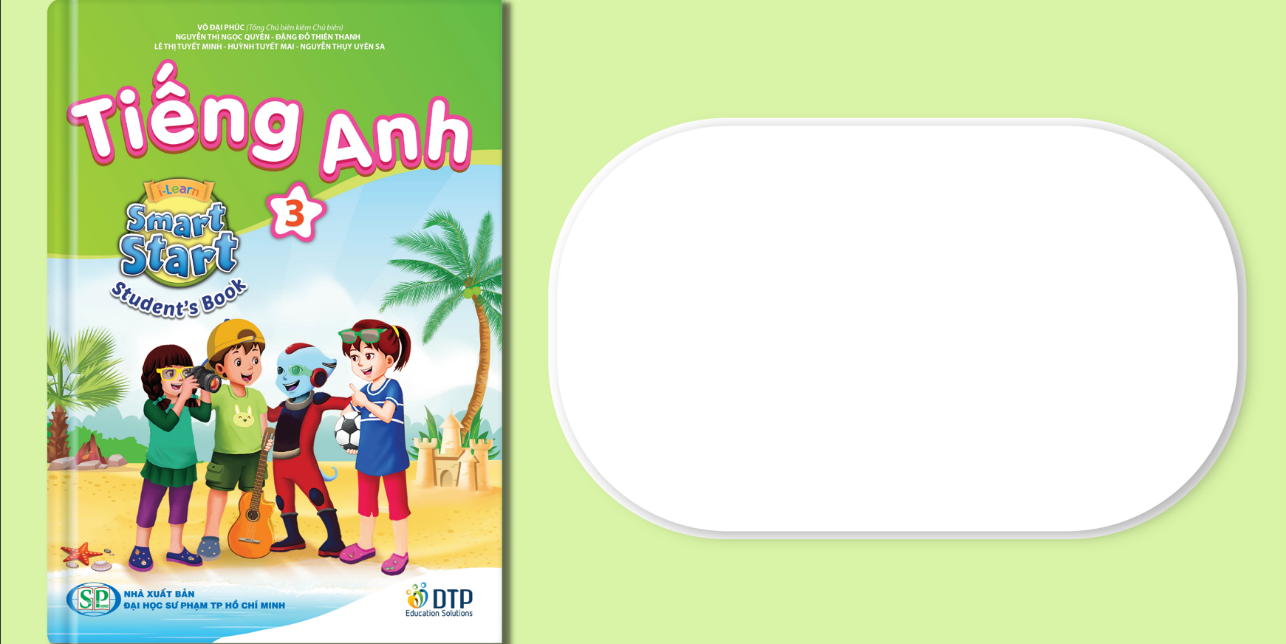 VÕ ĐẠI PHÚC (Tổng Chủ biên kiêm Chủ biên)
NGUYỄN THỊ NGỌC QUYÊN - ĐẶNG ĐỖ THIÊN THANH
LÊ THỊ TUYẾT MINH - HUỲNH TUYẾT MAI - NGUYỄN THỤY UYÊN SA
Tiếng Anh
3
i-Learn
Smart
Start
Student's Book
SP
NHÀ XUẤT BẢN
ĐẠI HỌC SƯ PHẠM TP HỒ CHÍ MINH
DTP
Education Solutions